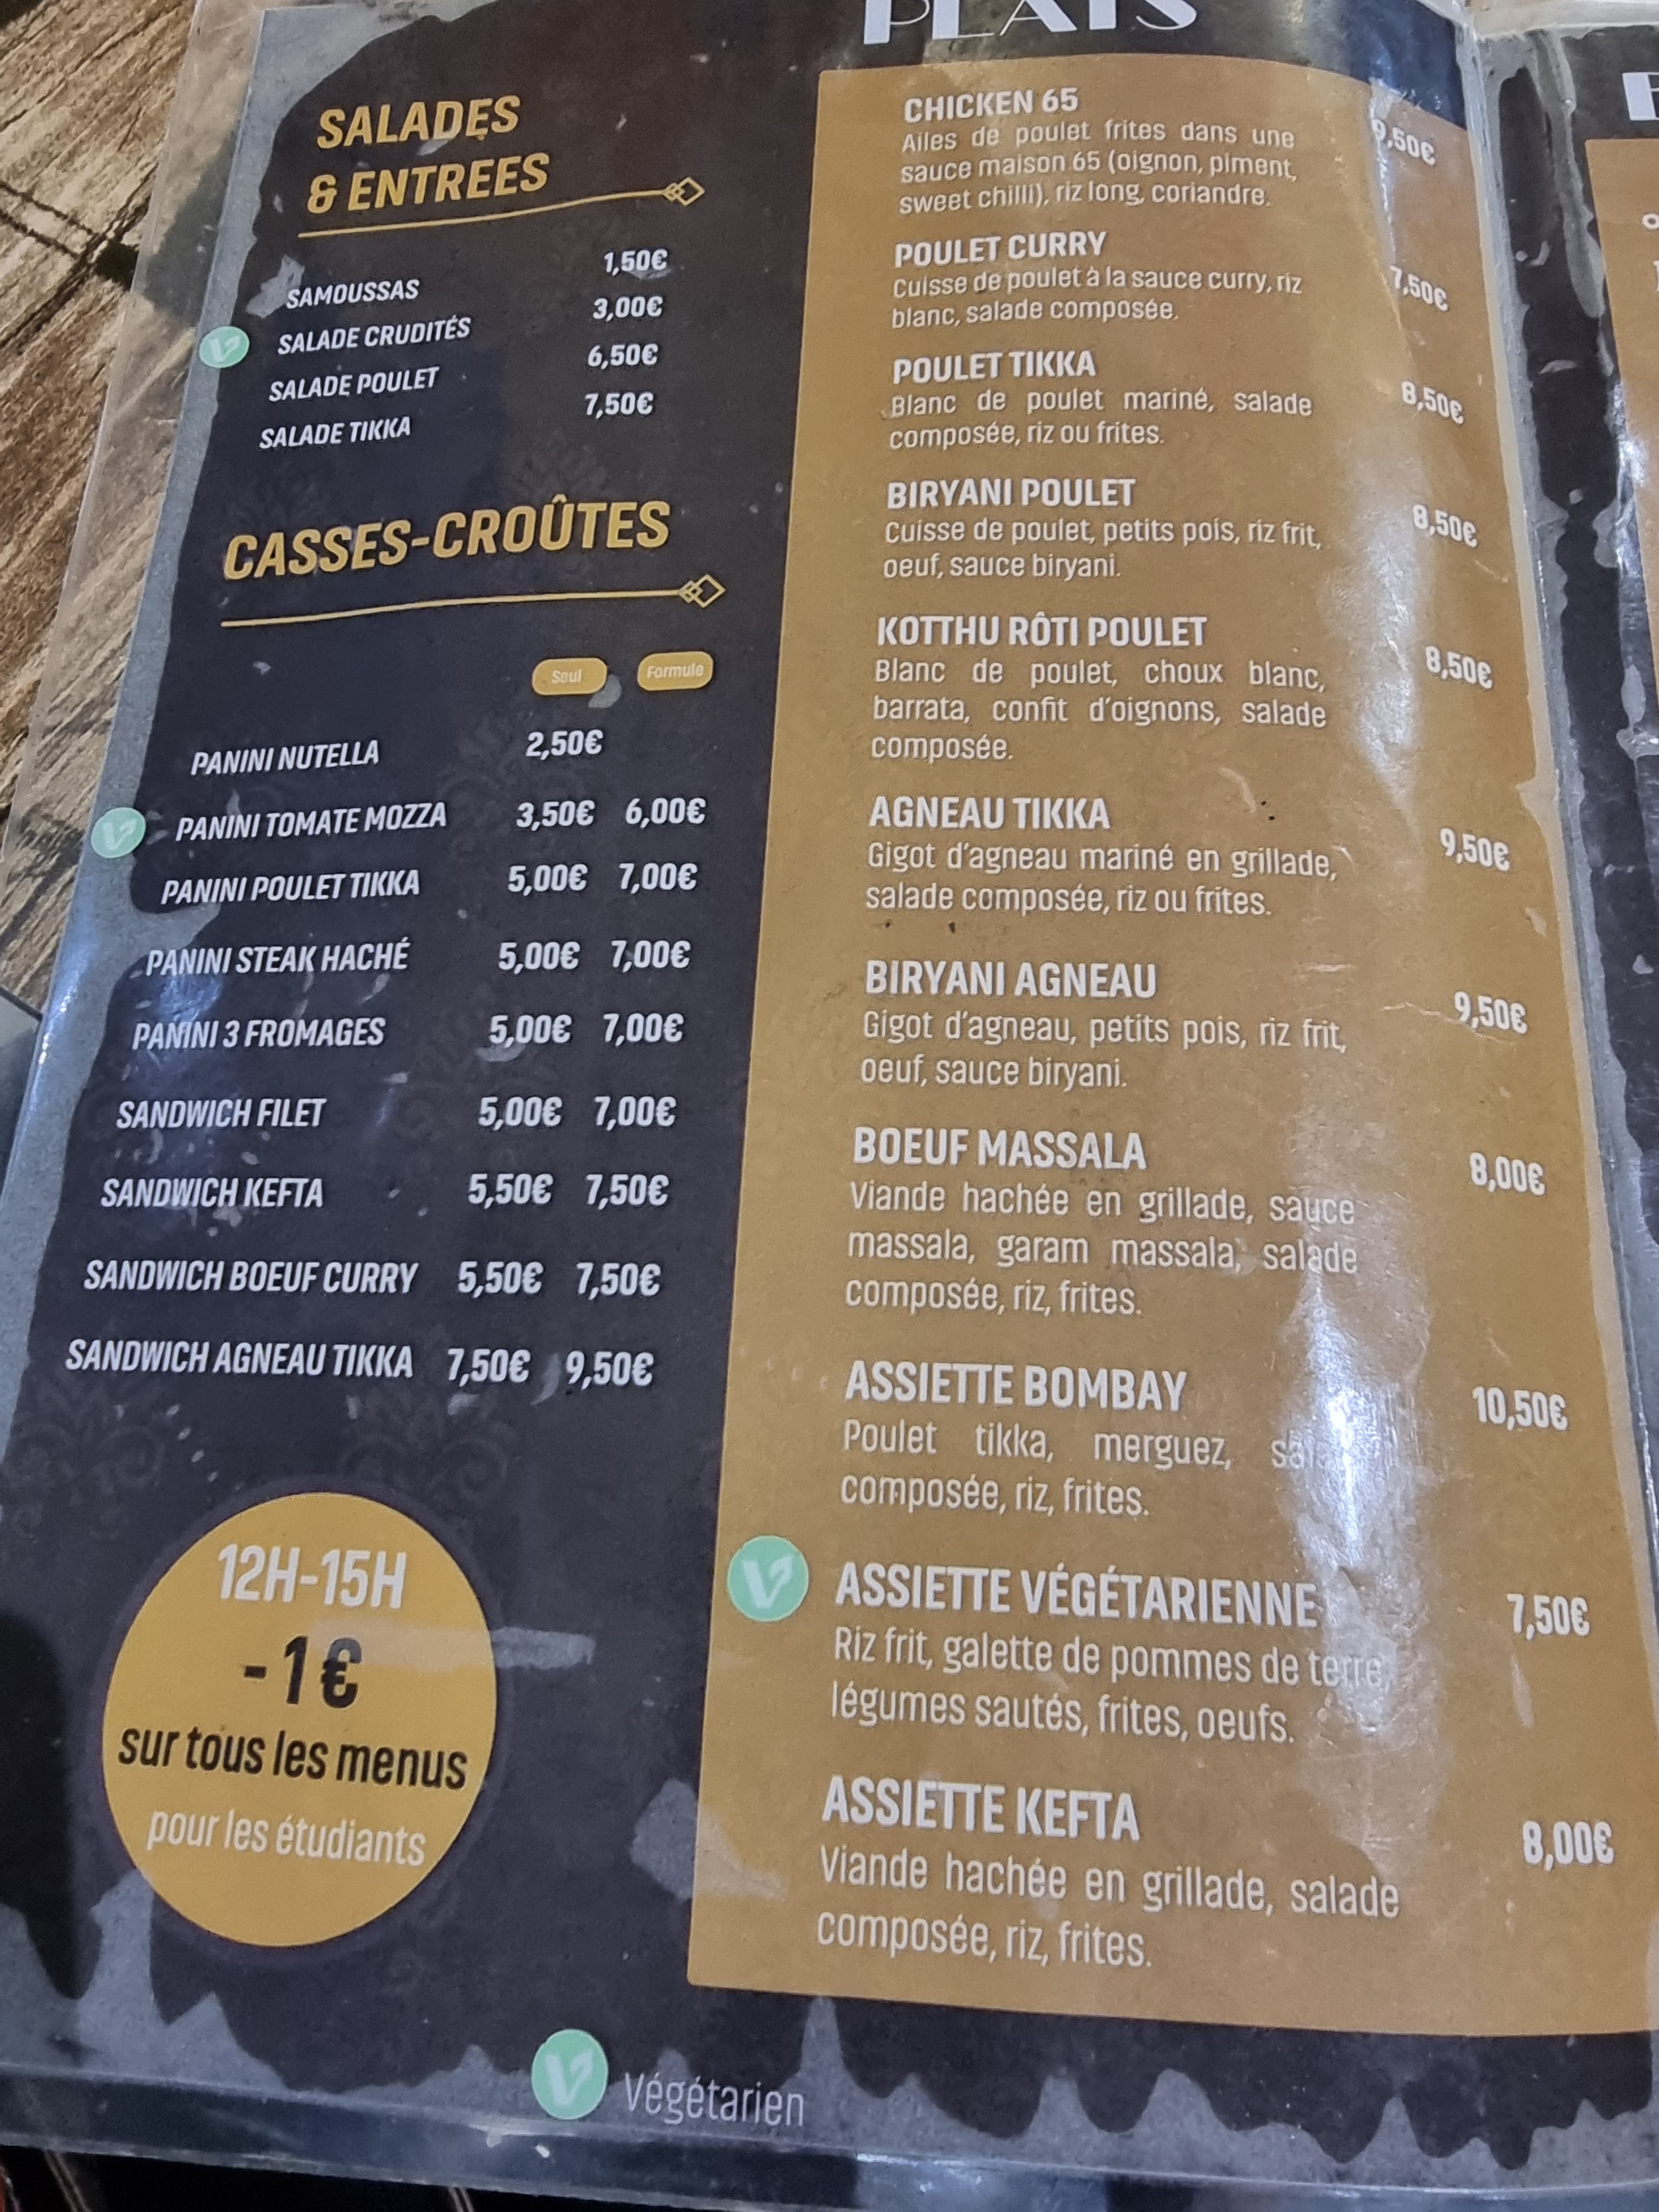 SALADES
& ENTREES
SAMOUSSAS 1,50€
SALADE CRUDITÉS 3,00€
SALADE POULET 6,50€
SALADE TIKKA 7,50€
CASSES-CROÛTES
Seul Formule
PANINI NUTELLA 2,50€
PANINI TOMATE MOZZA 3,50€ 6,00€
PANINI POULET TIKKA 5,00€ 7,00€
PANINI STEAK HACHÉ 5,00€ 7,00€
PANINI 3 FROMAGES 5,00€ 7,00€
SANDWICH FILET 5,00€ 7,00€
SANDWICH KEFTA 5,50€ 7,50€
SANDWICH BOEUF CURRY 5,50€ 7,50€
SANDWICH AGNEAU TIKKA 7,50€ 9,50€
12H-15H
-1€
sur tous les menus
pour les étudiants
Végétarien
PLATS
CHICKEN 65 9,50€
Ailes de poulet frites dans une
sauce maison 65 (oignon, piment,
sweet chilli), riz long, coriandre.
POULET CURRY 7,50€
Cuisse de poulet à la sauce curry, riz
blanc, salade composée.
POULET TIKKA 8,50€
Blanc de poulet mariné, salade
composée, riz ou frites.
BIRYANI POULET 8,50€
Cuisse de poulet, petits pois, riz frit,
oeuf, sauce biryani.
KOTTHU RÔTI POULET 8,50€
Blanc de poulet, choux blanc,
barrata, confit d'oignons, salade
composée.
AGNEAU TIKKA 9,50€
Gigot d'agneau mariné en grillade,
salade composée, riz ou frites.
BIRYANI AGNEAU 9,50€
Gigot d'agneau, petits pois, riz frit,
oeuf, sauce biryani.
BOEUF MASSALA 8,00€
Viande hachée en grillade, sauce
massala, garam massala, salade
composée, riz, frites.
ASSIETTE BOMBAY 10,50€
Poulet tikka, merguez,
composée, riz, frites.
ASSIETTE VÉGÉTARIENNE 7,50€
Riz frit, galette de pommes de terre,
légumes sautés, frites, oeufs.
ASSIETTE KEFTA 8,00€
Viande hachée en grillade, salade
composée, riz, frites.